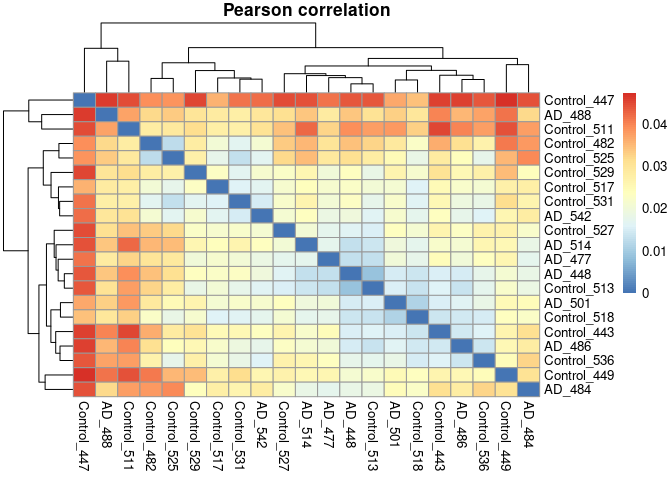 Pearson correlation
Control_447
AD_488
Control_511
Control_482
Control_525
Control_529
Control_517
Control_531
AD_542
Control_527
AD_514
AD_477
AD_448
Control_513
AD_501
Control_518
Control_443
AD_486
Control_536
Control_449
AD_484
0.04
0.03
0.02
0.01
0
Control_447
AD_488
Control_511
Control_482
Control_525
Control_529
Control_517
Control_531
AD_542
Control_527
AD_514
AD_477
AD_448
Control_513
AD_501
Control_518
Control_443
AD_486
Control_536
Control_449
AD_484